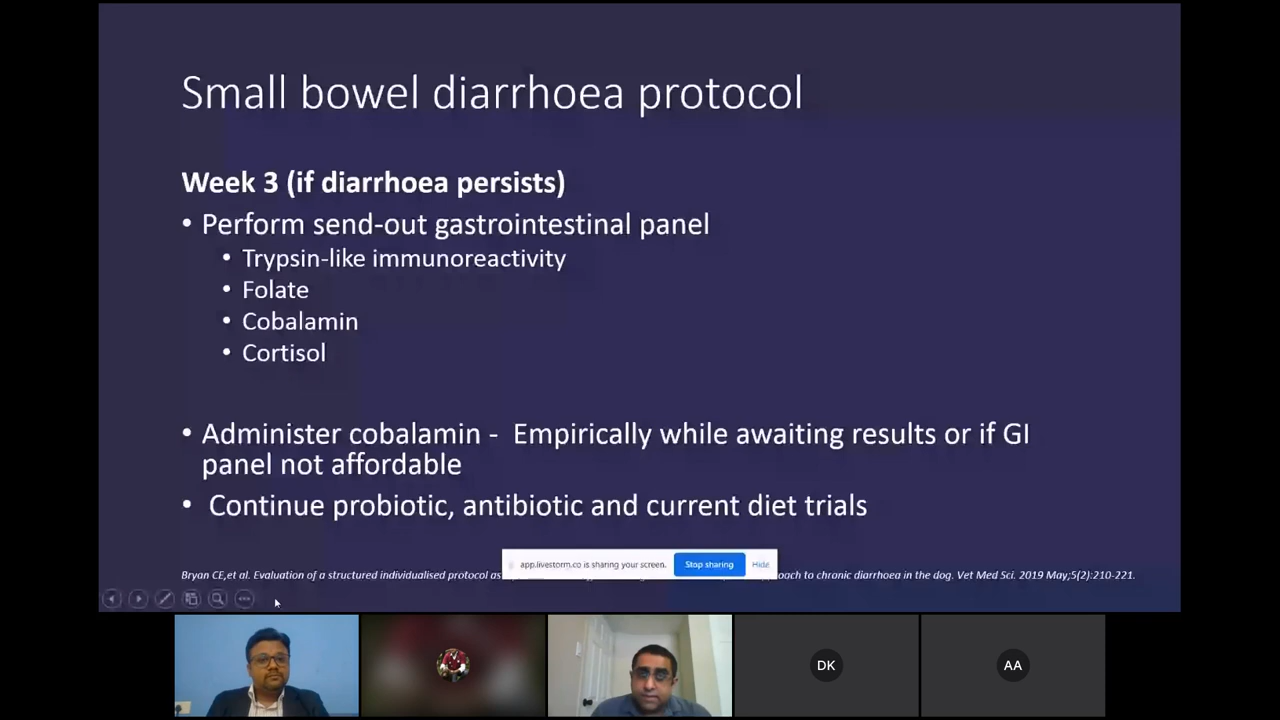 Small bowel diarrhoea protocol
Week 3 (if diarrhoea persists)
• Perform send-out gastrointestinal panel
• Trypsin-like immunoreactivity
• Folate
• Cobalamin
• Cortisol
• Administer cobalamin - Empirically while awaiting results or if GI
panel not affordable
• Continue probiotic, antibiotic and current diet trials
app.livestorm.co is sharing your screen.
Stop sharing
Hide
Bryan CE,et al. Evaluation of a structured individualised protocol as
to chronic diarrhoea in the dog. Vet Med Sci. 2019 May;5(2):210-221.
DK
AA